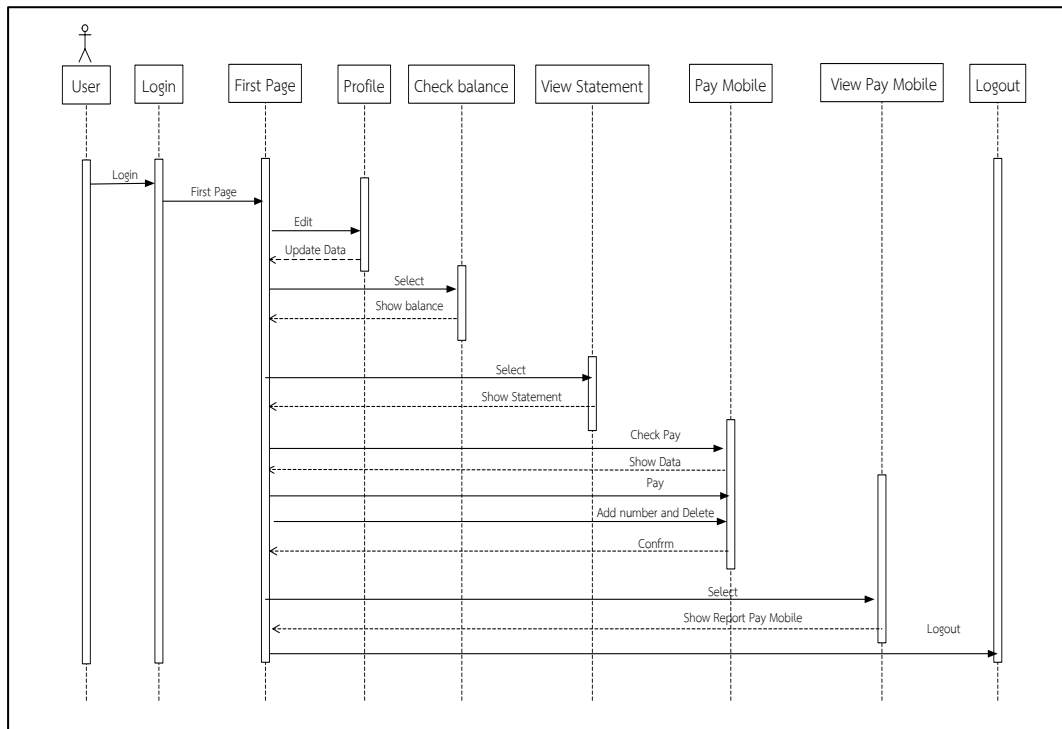 User
Login
First Page
Profile
Check balance
View Statement
Pay Mobile
View Pay Mobile
Logout
Login
First Page
Edit
Update Data
Select
Show balance
Select
Show Statement
Check Pay
Show Data
Pay
Add number and Delete
Confrm
Select
Show Report Pay Mobile
Logout